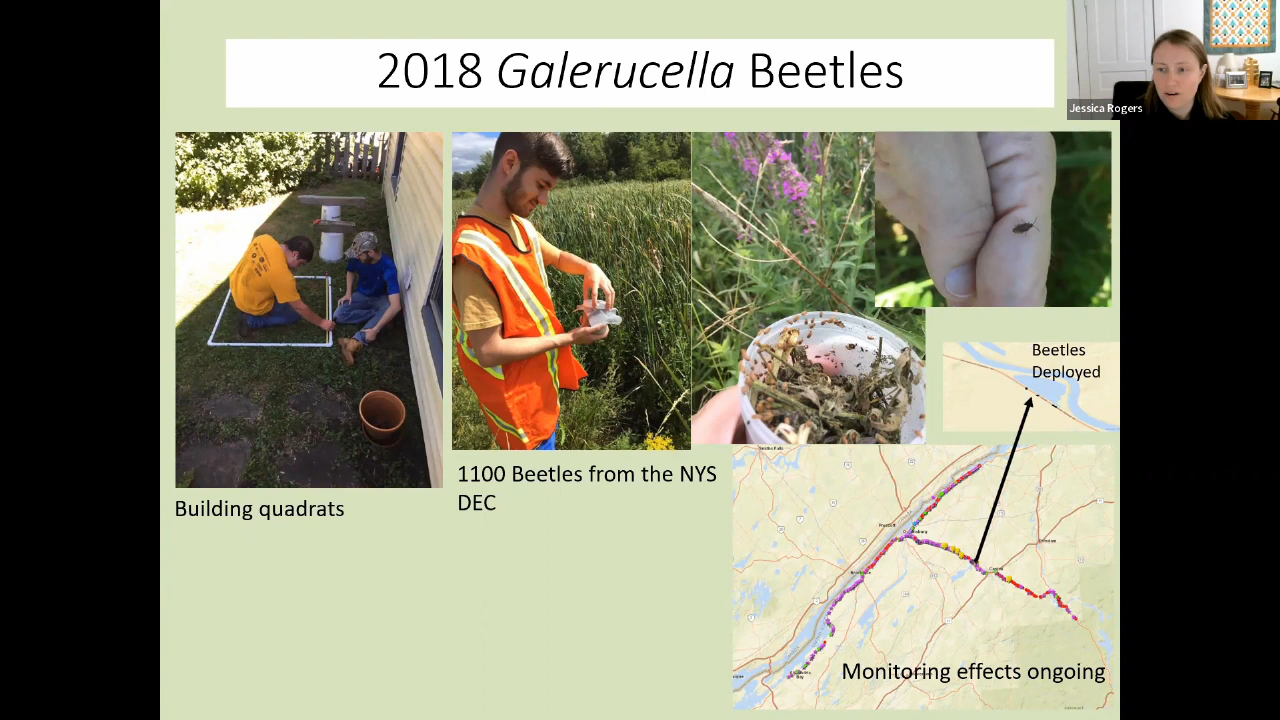 2018 Galerucella Beetles
Jessica Rogers
Beetles
Deployed
1100 Beetles from the NYS
DEC
Building quadrats
Monitoring effects ongoing